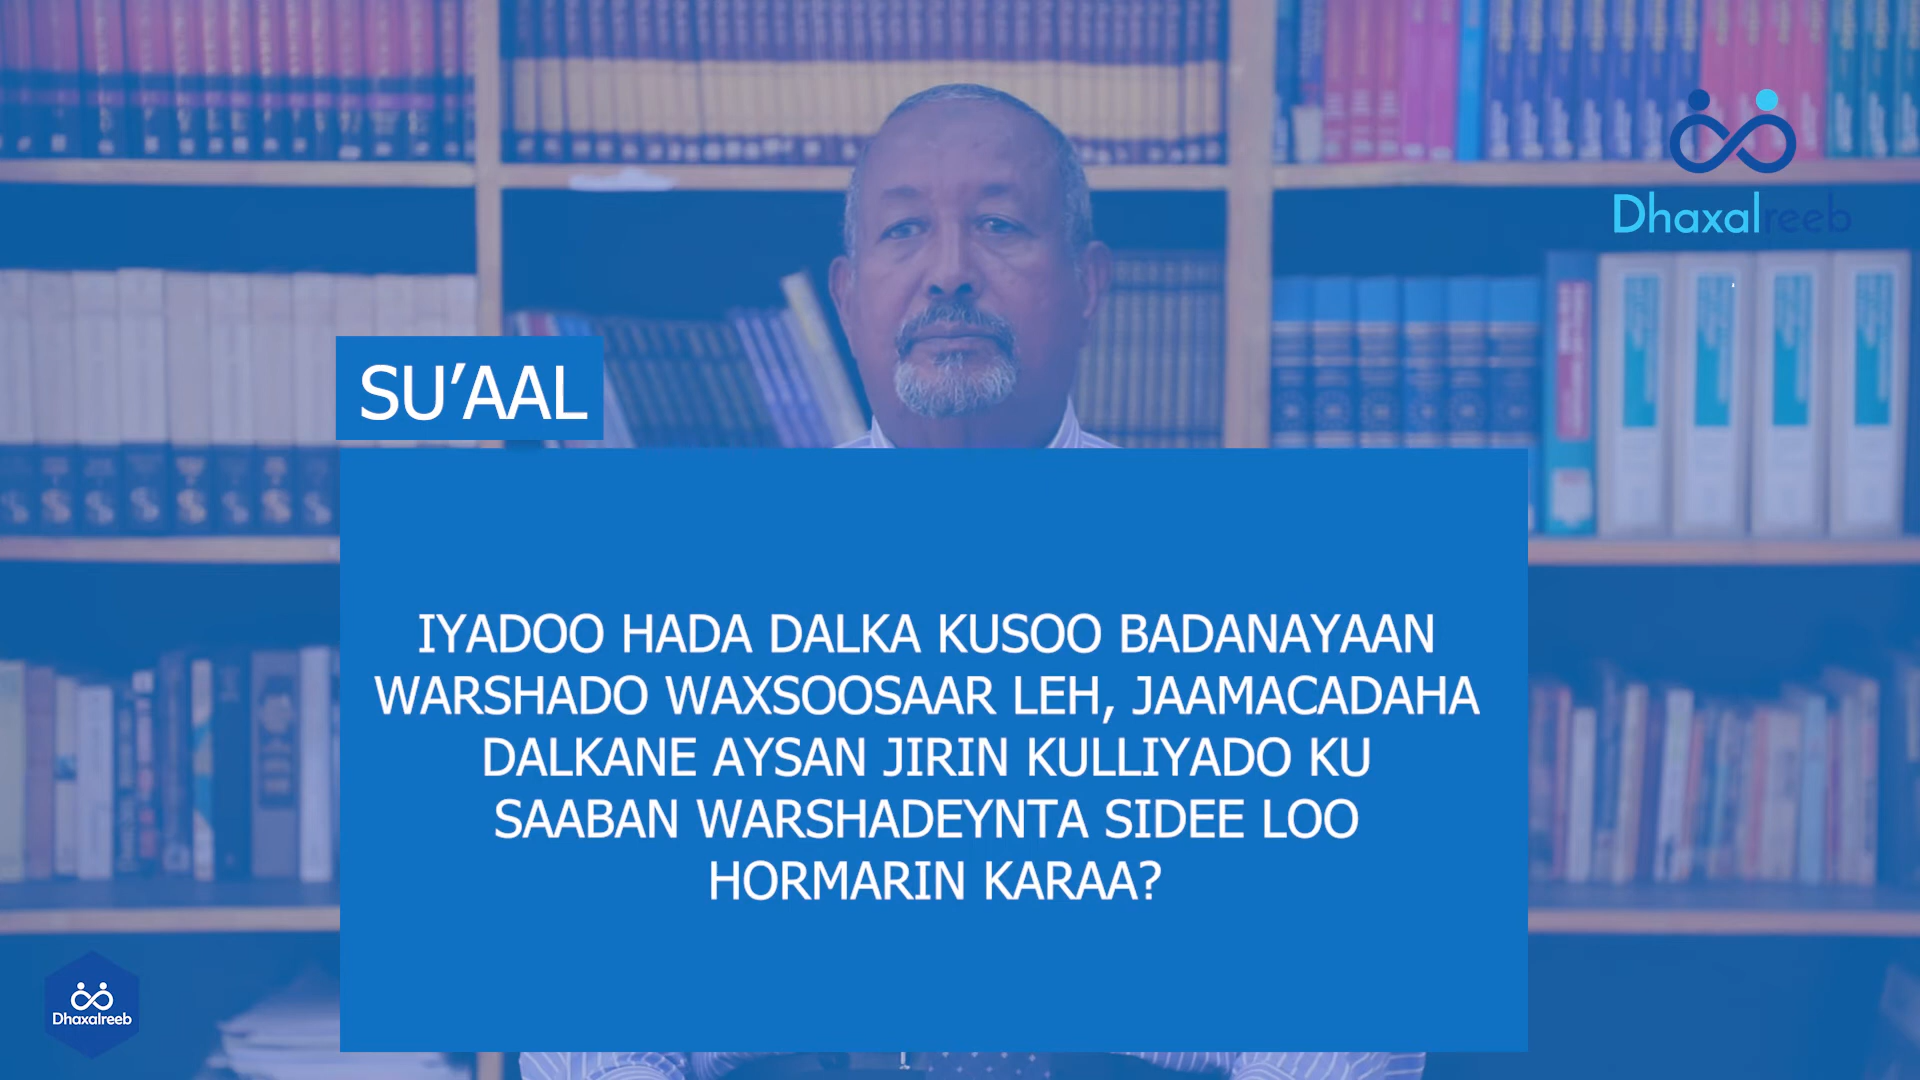 Dhaxalreeb
SU’AAL
IYADOO HADA DALKA KUSOO BADANAYAAN
WARSHADO WAXSOOSAAR LEH, JAAMACADAHA
DALKANE AYSAN JIRIN KULLIYADO KU
SAABAN WARSHADEYNTA SIDEE LOO
HORMARIN KARAA?
Dhaxalreeb